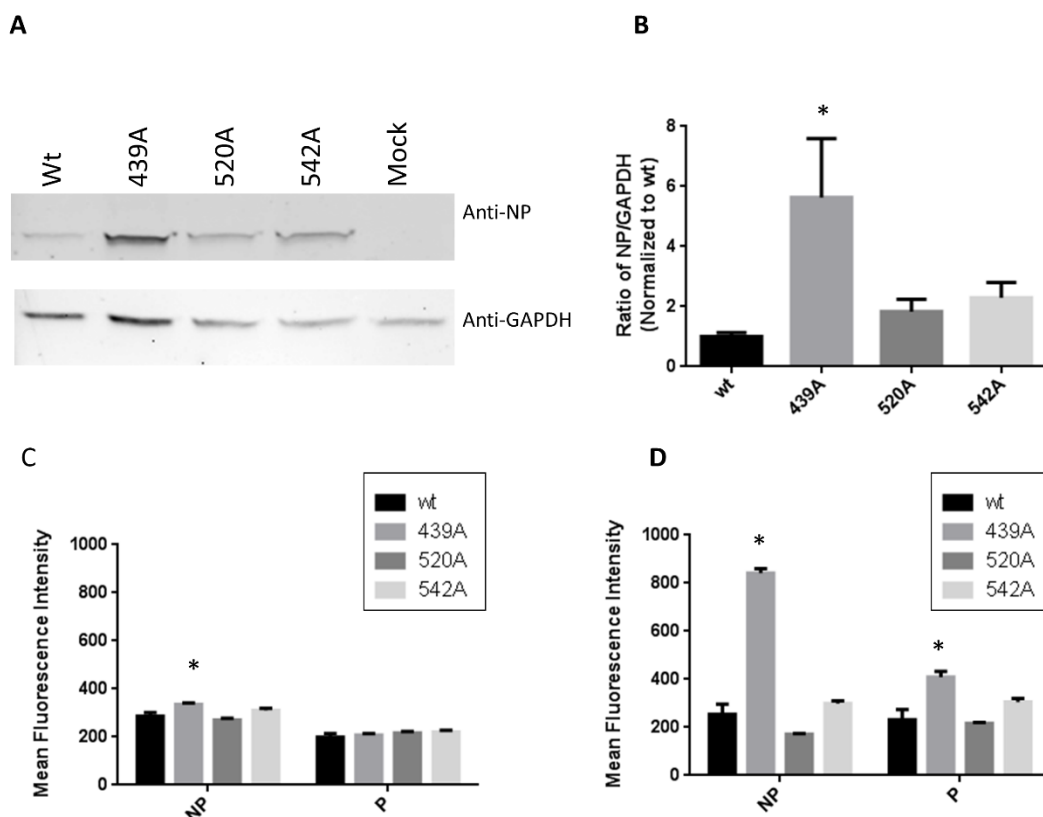 A
Wt
439A
520A
542A
Mock
Anti-NP
Anti-GAPDH
B
*
Ratio of NP/GAPDH
(Normalized to wt)
8
6
4
2
0
wt
439A
520A
542A
C
wt
439A
520A
542A
Mean Fluorescence Intensity
1000
800
600
400
200
0
*
NP
P
D
wt
439A
520A
542A
Mean Fluorescence Intensity
1000
800
600
400
200
0
*
*
NP
P